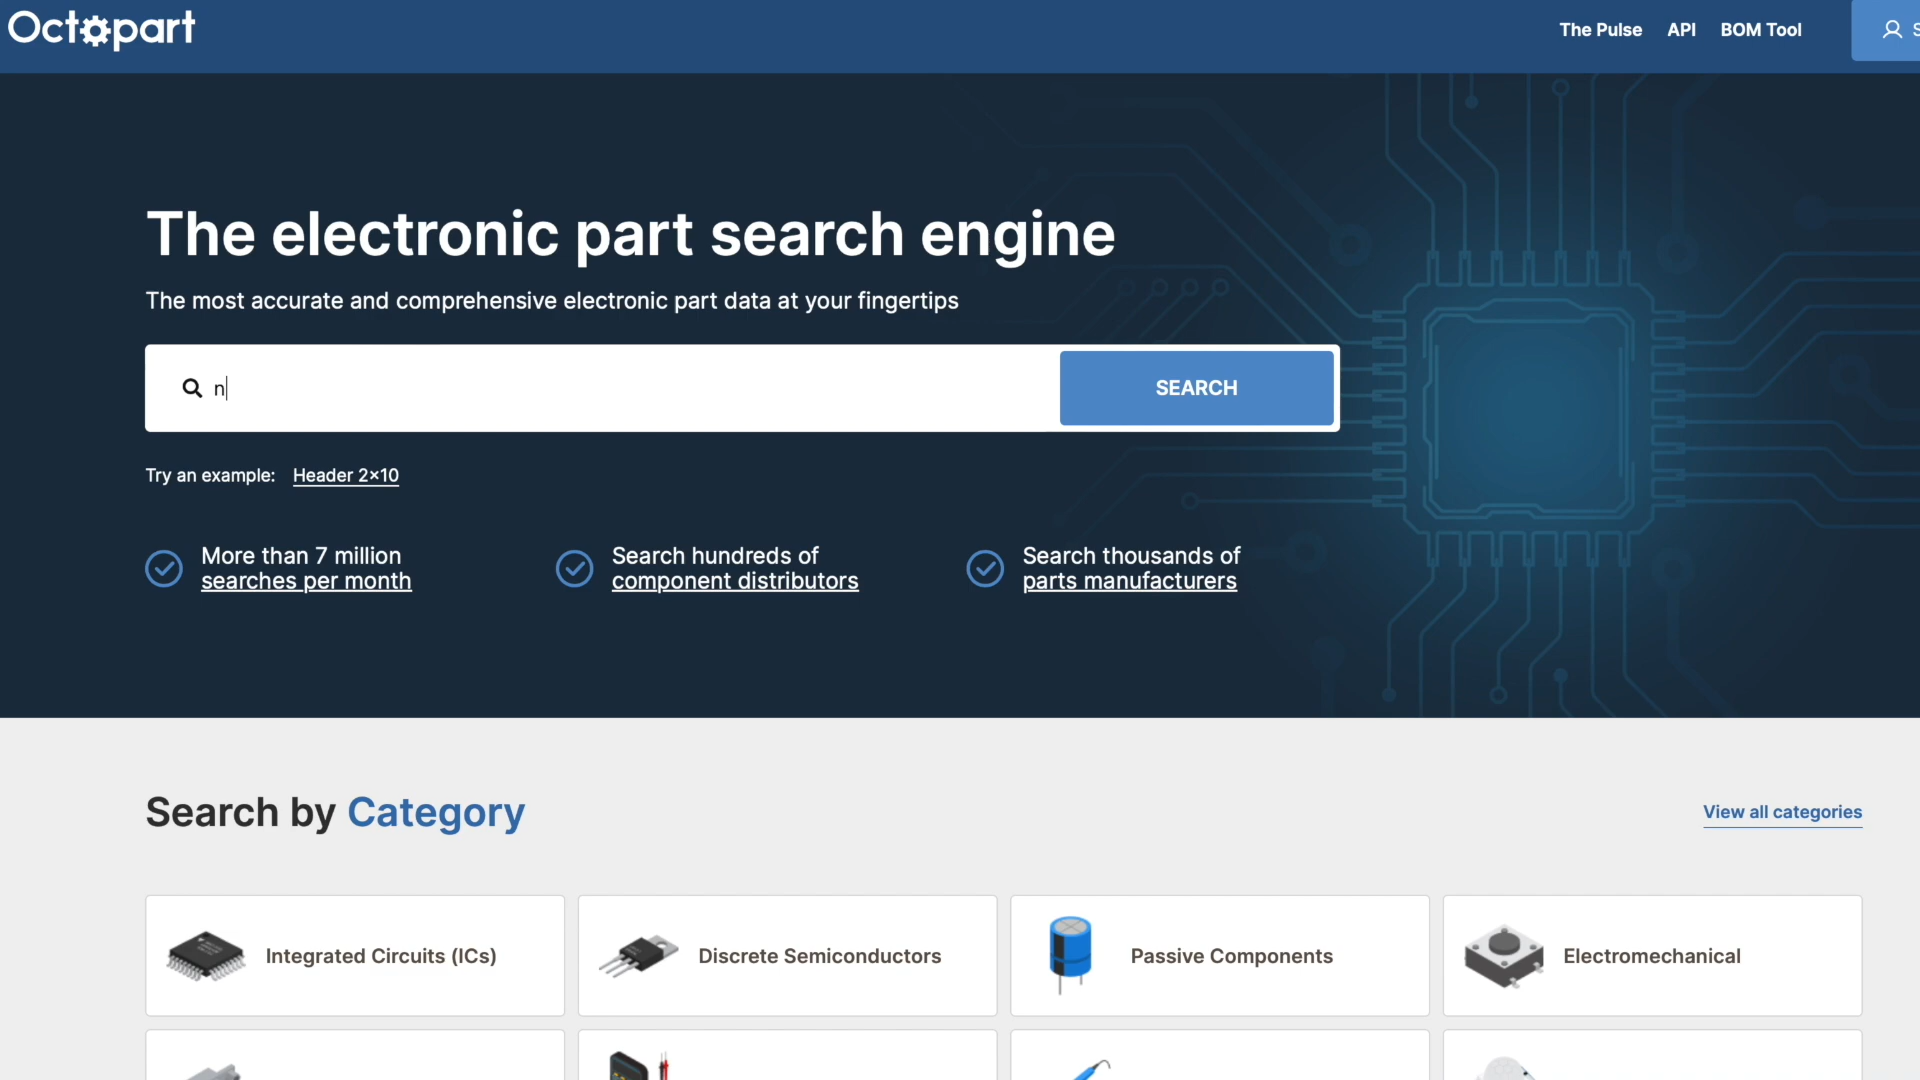 Octopart
The Pulse API BOM Tool
The electronic part search engine
The most accurate and comprehensive electronic part data at your fingertips
n
SEARCH
Try an example: Header 2×10
More than 7 million
searches per month
Search hundreds of
component distributors
Search thousands of
parts manufacturers
Search by Category
View all categories
Integrated Circuits (ICs)
Discrete Semiconductors
Passive Components
Electromechanical